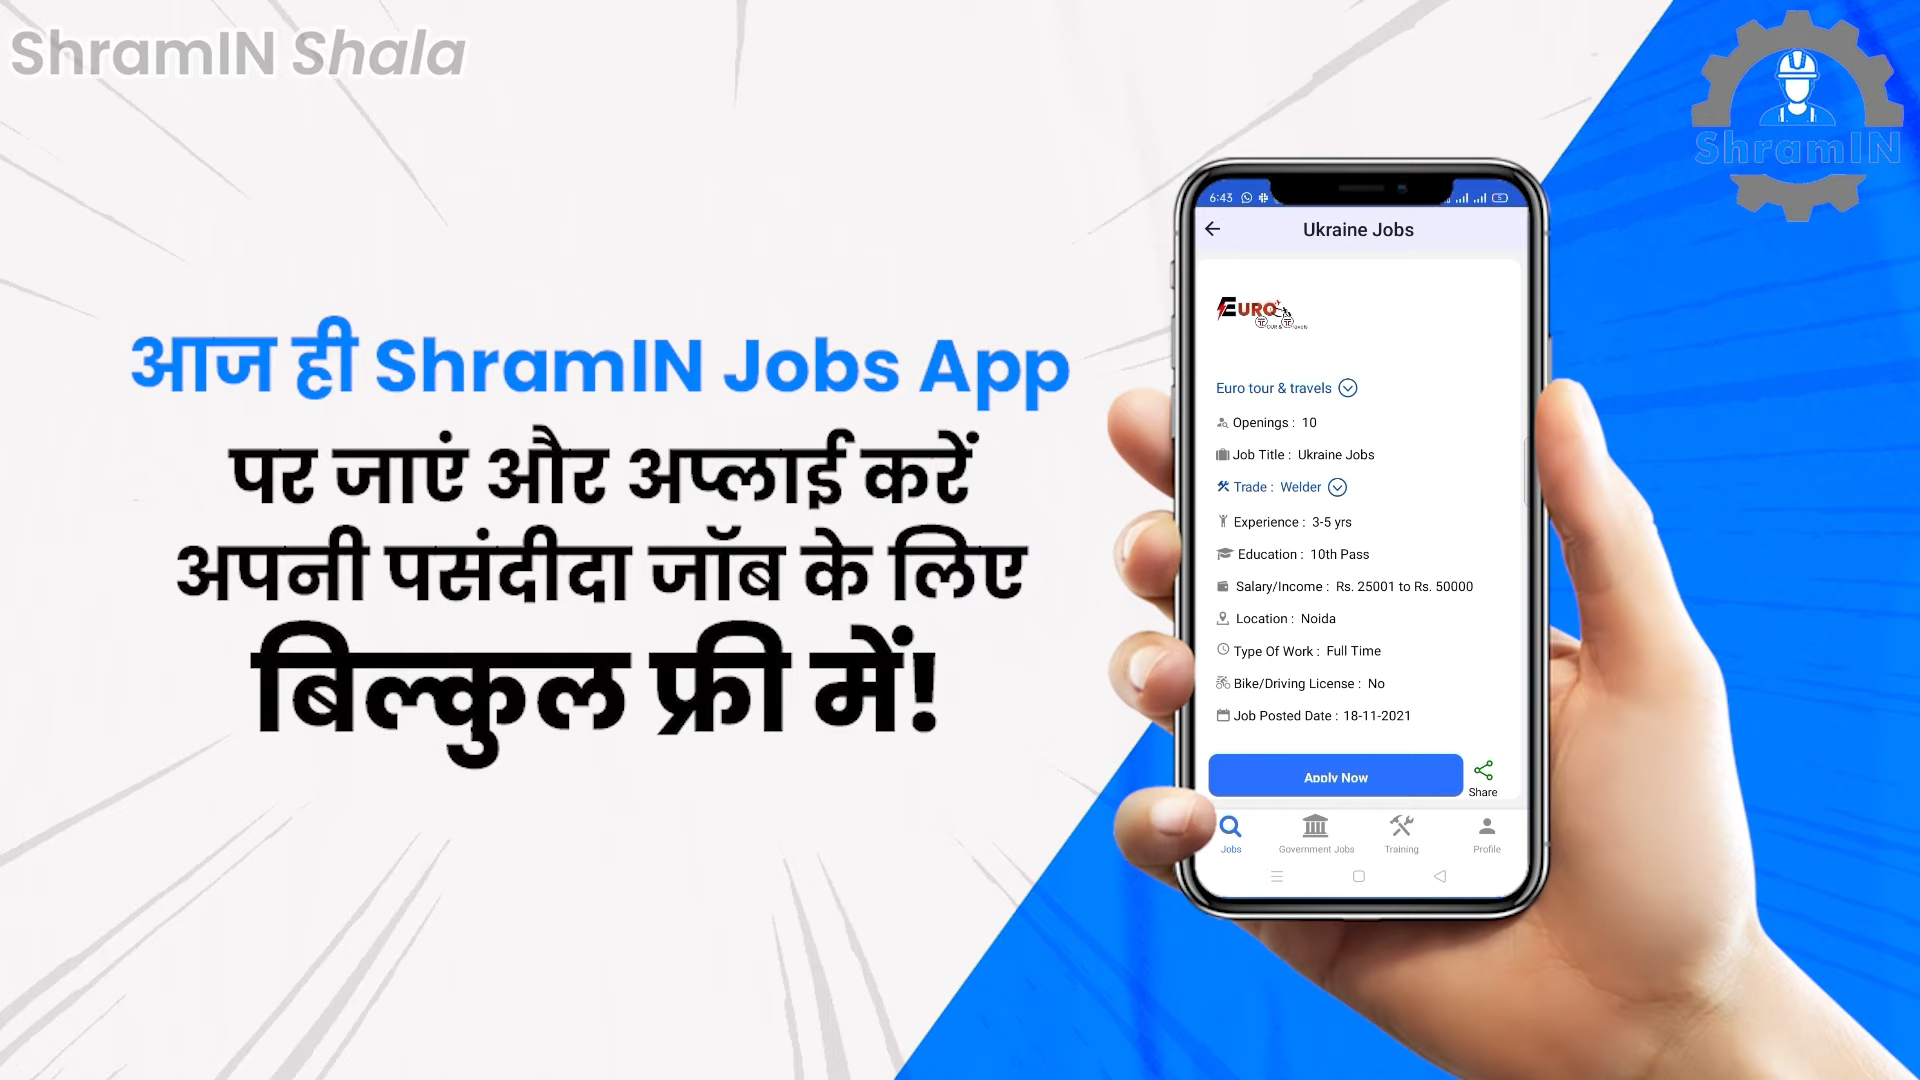 ShramIN Shala
ShramIN
आज ही ShramIN Jobs App
पर जाएं और अप्लाई करें
अपनी पसंदीदा जॉब के लिए
बिल्कुल फ्री में!
6:43
Ukraine Jobs
EURO
Euro tour & travels
Openings : 10
Job Title : Ukraine Jobs
Trade : Welder
Experience : 3-5 yrs
Education : 10th Pass
Salary/Income : Rs. 25001 to Rs. 50000
Location : Noida
Type Of Work : Full Time
Bike/Driving License : No
Job Posted Date : 18-11-2021
Apply Now
Share
Jobs Government Jobs Training Profile